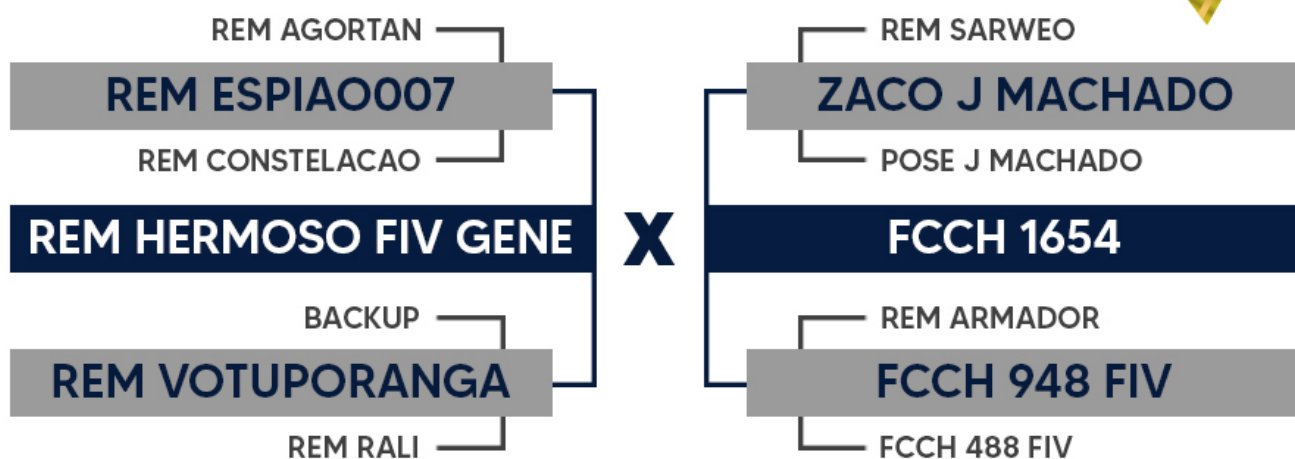 REM AGORTAN
REM ESPIAO007
REM CONSTELACAO
REM HERMOSO FIV GENE
BACKUP
REM VOTUPORANGA
REM RALI
X
REM SARWEO
ZACO J MACHADO
POSE J MACHADO
FCCH 1654
REM ARMADOR
FCCH 948 FIV
FCCH 488 FIV